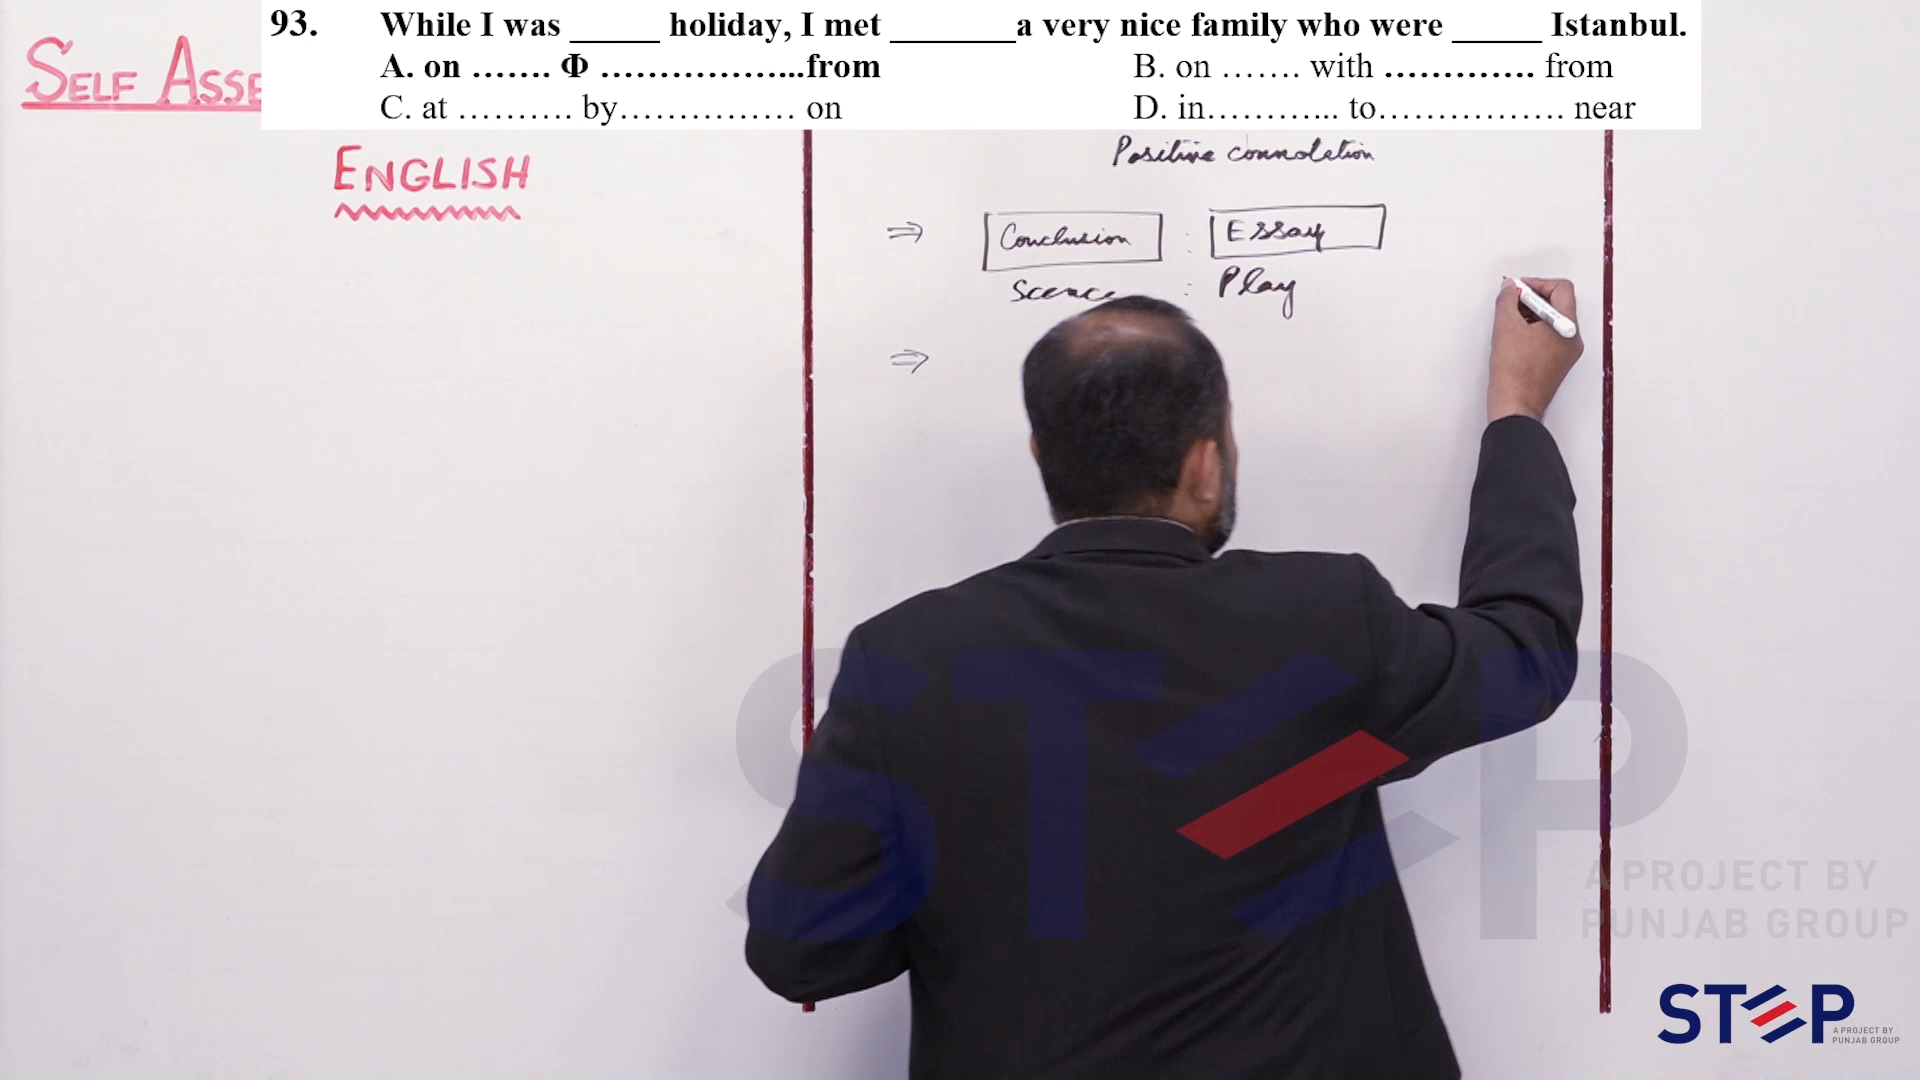 93. While I was _____ holiday, I met _______a very nice family who were _____ Istanbul.
A. on ……. Φ ………………..from
B. on ……. with …………. from
C. at ………. by…………… on
D. in………... to……………. near
SELF ASSE
ENGLISH
Positive connotation
⇒ Conclusion : Essay
Scence : Play
⇒
STEP
A PROJECT BY
PUNJAB GROUP
STEP
A PROJECT BY
PUNJAB GROUP